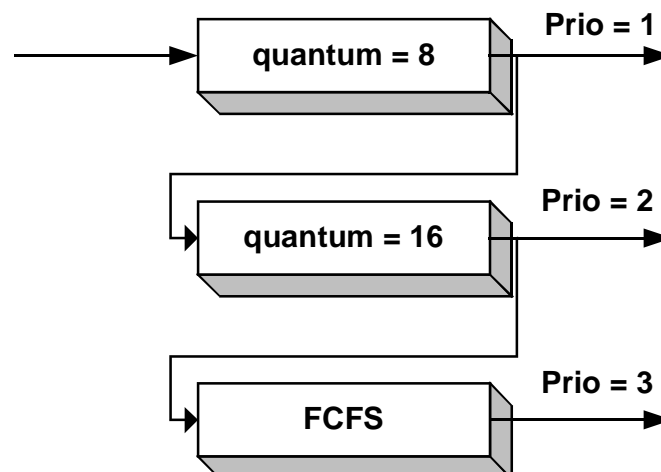 Prio = 1
quantum = 8
Prio = 2
quantum = 16
Prio = 3
FCFS